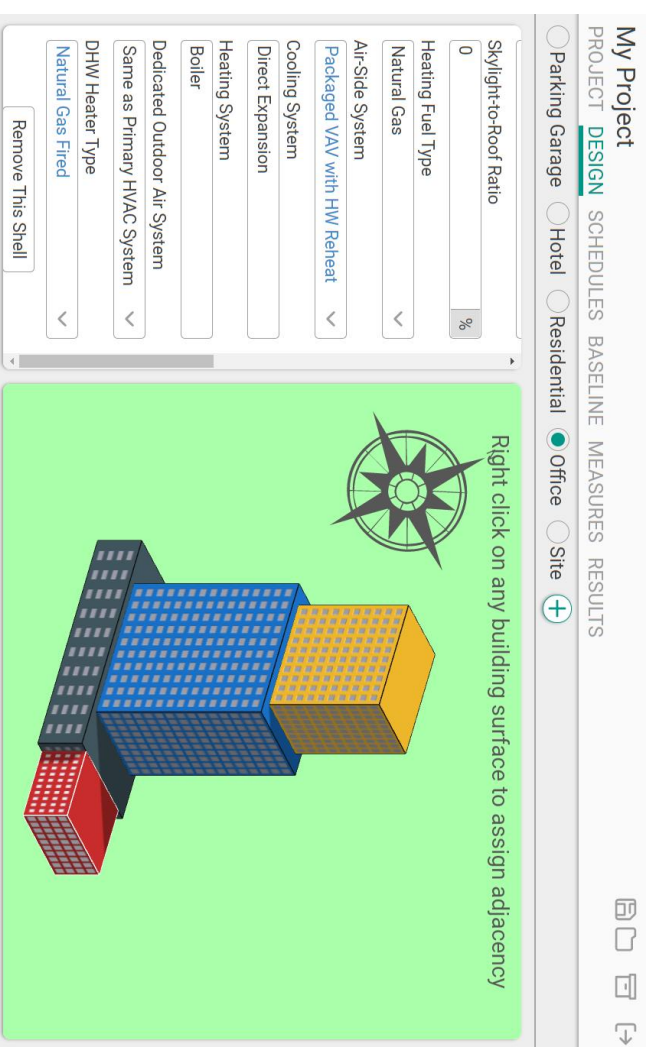 My Project
PROJECT DESIGN SCHEDULES BASELINE MEASURES RESULTS
Parking Garage Hotel Residential Office Site
Skylight-to-Roof Ratio
0 %
Heating Fuel Type
Natural Gas
Air-Side System
Packaged VAV with HW Reheat
Cooling System
Direct Expansion
Heating System
Boiler
Dedicated Outdoor Air System
Same as Primary HVAC System
DHW Heater Type
Natural Gas Fired
Remove This Shell
Right click on any building surface to assign adjacency